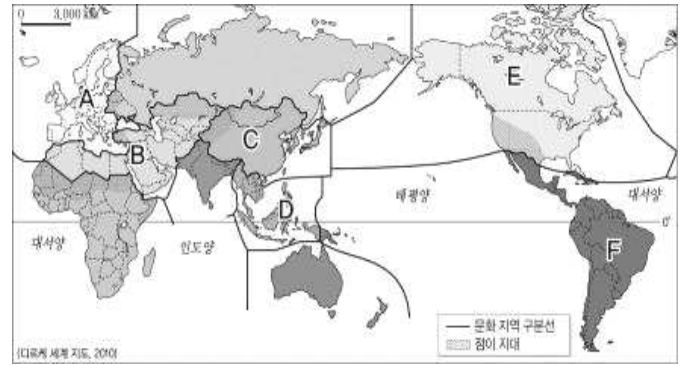 0 3,000 km
A
B
C
D
E
F
대서양
인도양
태평양
대서양
0°
문화 지역 구분선
점이 지대
(디르케 세계 지도, 2010)